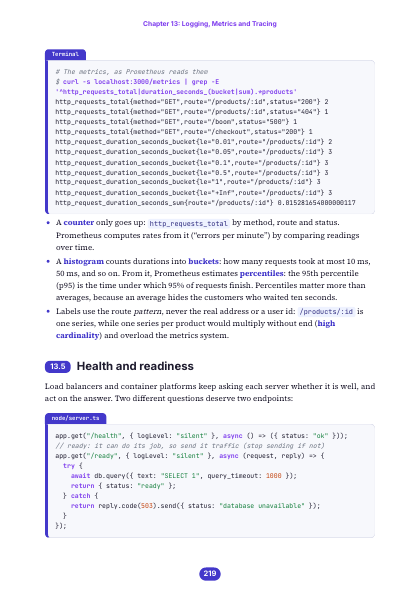 Chapter 13: Logging, Metrics and Tracing
Terminal
# The metrics, as Prometheus reads them
$ curl -s localhost:3000/metrics | grep -E
'^http_requests_total|duration_seconds_(bucket|sum).*products'
http_requests_total{method="GET",route="/products/:id",status="200"} 2
http_requests_total{method="GET",route="/products/:id",status="404"} 1
http_requests_total{method="GET",route="/boom",status="500"} 1
http_requests_total{method="GET",route="/checkout",status="200"} 1
http_request_duration_seconds_bucket{le="0.01",route="/products/:id"} 2
http_request_duration_seconds_bucket{le="0.05",route="/products/:id"} 3
http_request_duration_seconds_bucket{le="0.1",route="/products/:id"} 3
http_request_duration_seconds_bucket{le="0.5",route="/products/:id"} 3
http_request_duration_seconds_bucket{le="1",route="/products/:id"} 3
http_request_duration_seconds_bucket{le="+Inf",route="/products/:id"} 3
http_request_duration_seconds_sum{route="/products/:id"} 0.015281654000000117
• A counter only goes up: http_requests_total by method, route and status.
Prometheus computes rates from it (“errors per minute”) by comparing readings
over time.
• A histogram counts durations into buckets: how many requests took at most 10 ms,
50 ms, and so on. From it, Prometheus estimates percentiles: the 95th percentile
(p95) is the time under which 95% of requests finish. Percentiles matter more than
averages, because an average hides the customers who waited ten seconds.
• Labels use the route pattern, never the real address or a user id: /products/:id is
one series, while one series per product would multiply without end (high
cardinality) and overload the metrics system.
13.5 Health and readiness
Load balancers and container platforms keep asking each server whether it is well, and
act on the answer. Two different questions deserve two endpoints:
node/server.ts
app.get("/health", { logLevel: "silent" }, async () => ({ status: "ok" }));
// ready: it can do its job, so send it traffic (stop sending if not)
app.get("/ready", { logLevel: "silent" }, async (request, reply) => {
try {
await db.query({ text: "SELECT 1", query_timeout: 1000 });
return { status: "ready" };
} catch {
return reply.code(503).send({ status: "database unavailable" });
}
});
219